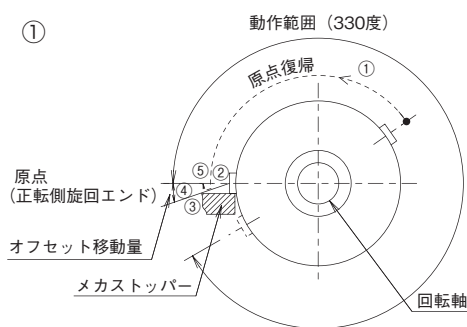 ①
動作範囲（330度）
原点復帰
①
⑤
②
原点
（正転側旋回エンド）
④
③
オフセット移動量
メカストッパー
回転軸